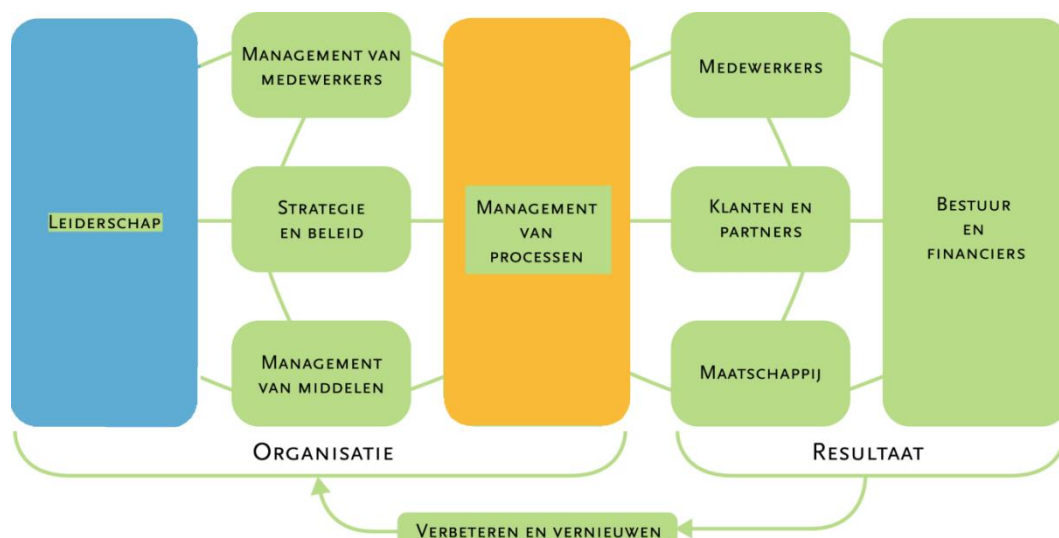 Leiderschap
Management van
medewerkers
Strategie
en beleid
Management
van middelen
Management
van
processen
Medewerkers
Klanten en
partners
Maatschappij
Bestuur
en
financiers
Organisatie
Resultaat
Verbeteren en vernieuwen